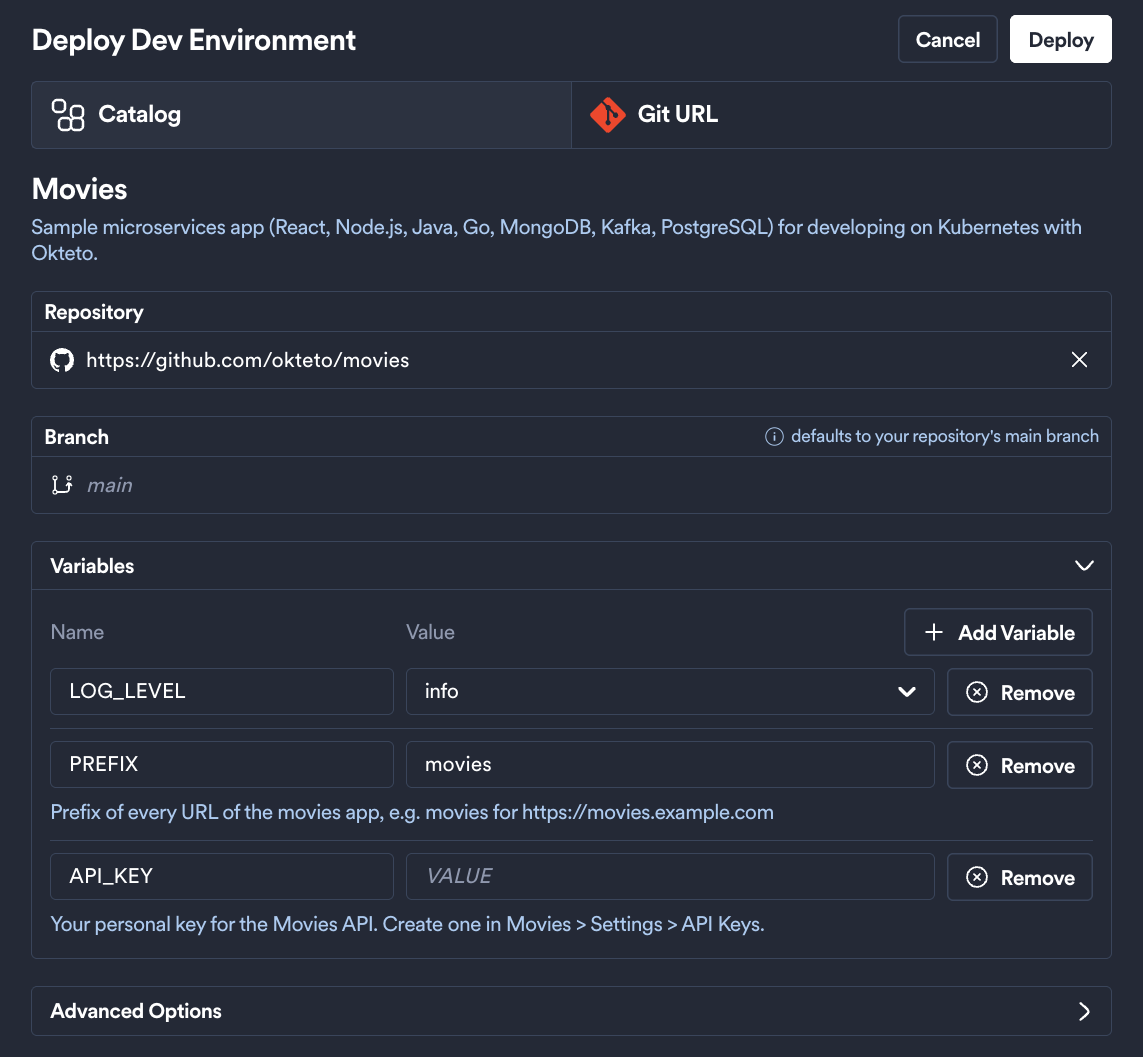 Deploy Dev Environment
Cancel
Deploy
Catalog
Git URL
Movies
Sample microservices app (React, Node.js, Java, Go, MongoDB, Kafka, PostgreSQL) for developing on Kubernetes with
Okteto.
Repository
https://github.com/okteto/movies
Branch
defaults to your repository's main branch
main
Variables
Name
Value
Add Variable
LOG_LEVEL
info
Remove
PREFIX
movies
Remove
Prefix of every URL of the movies app, e.g. movies for https://movies.example.com
API_KEY
VALUE
Remove
Your personal key for the Movies API. Create one in Movies > Settings > API Keys.
Advanced Options